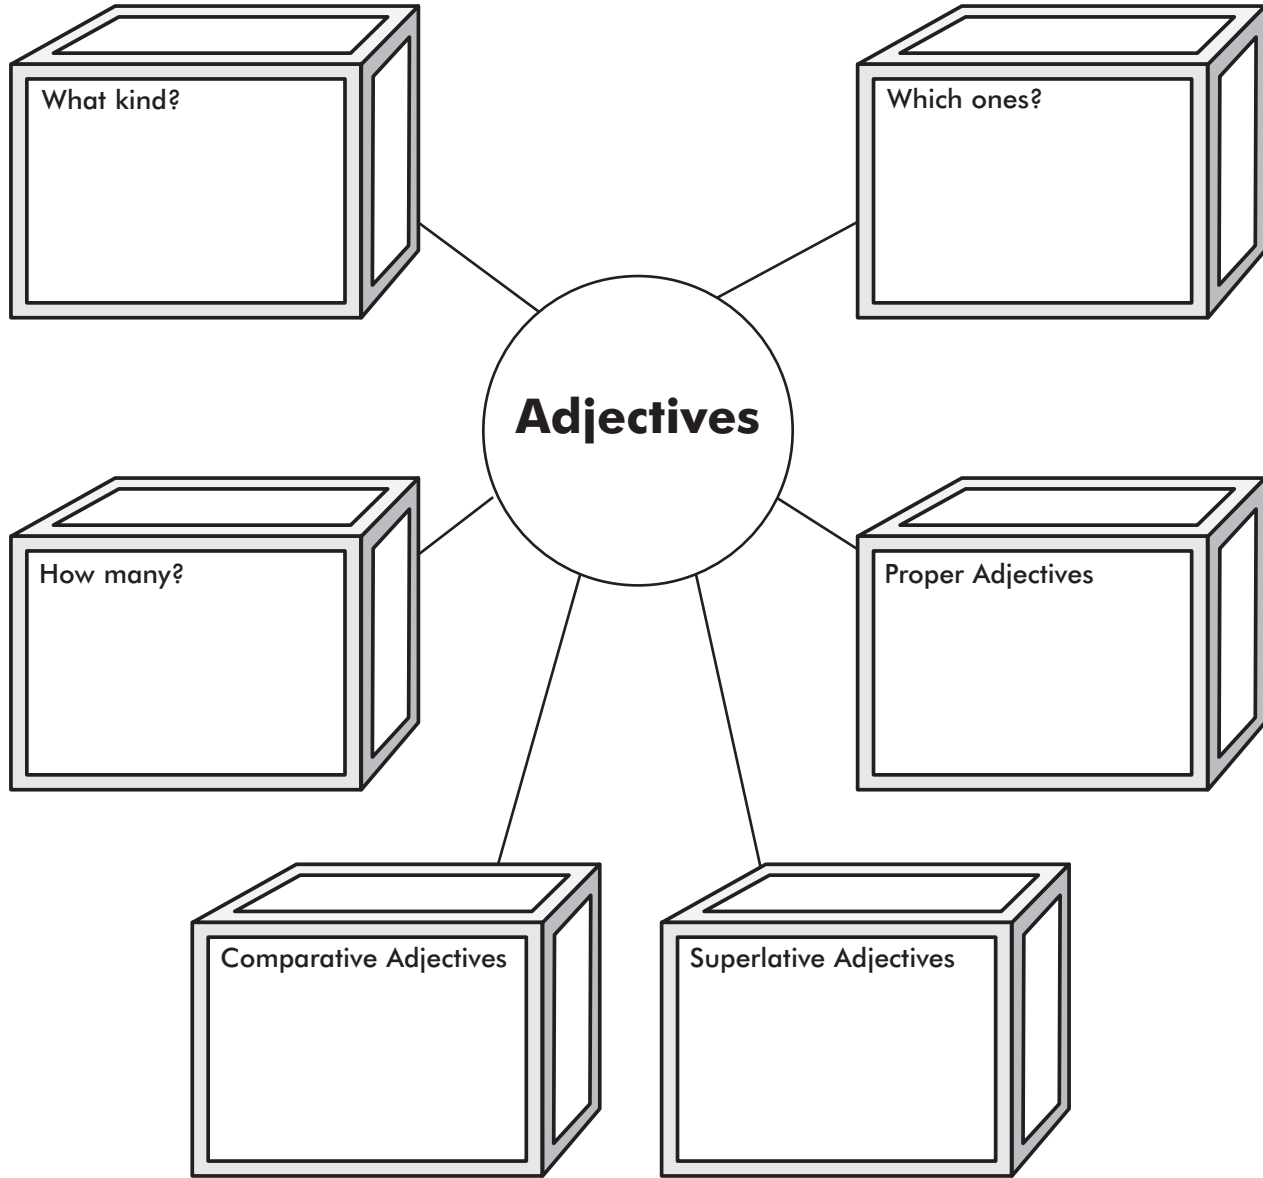 What kind?
Which ones?
Adjectives
How many?
Proper Adjectives
Comparative Adjectives
Superlative Adjectives